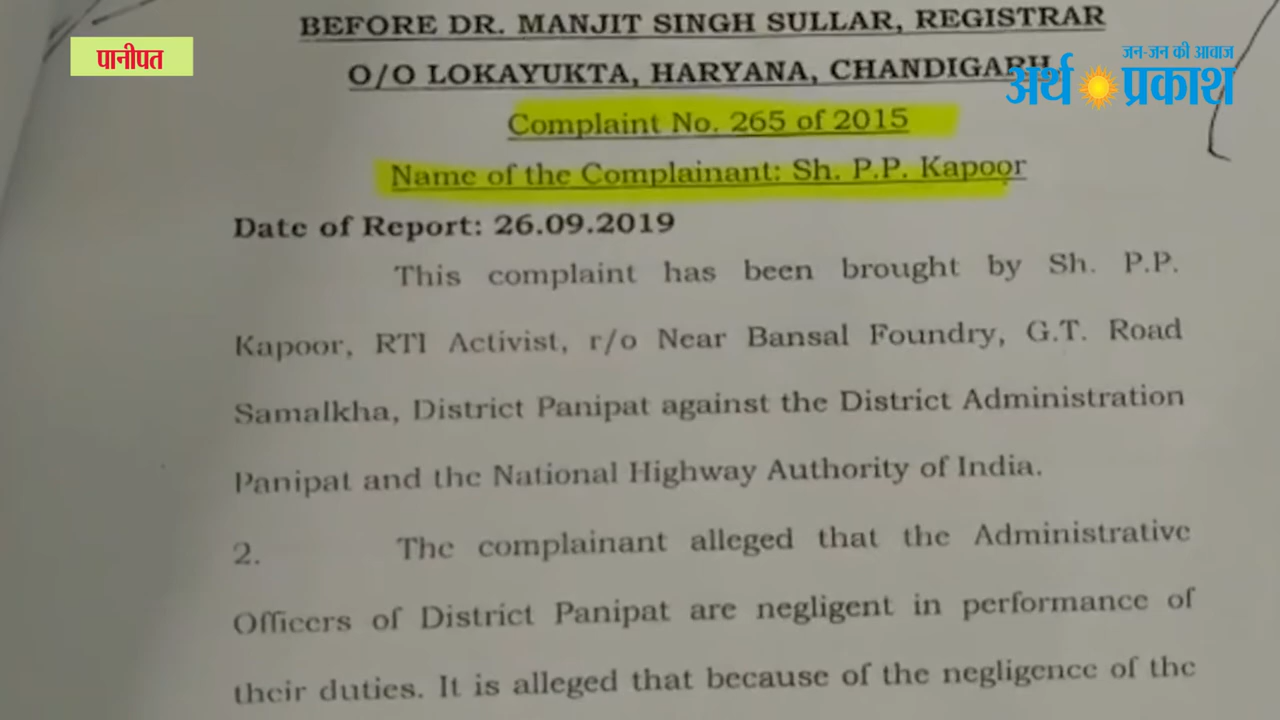 पानीपत
जन-जन की आवाज
अर्थ प्रकाश
BEFORE DR. MANJIT SINGH SULLAR, REGISTRAR
O/O LOKAYUKTA, HARYANA, CHANDIGARH
Complaint No. 265 of 2015
Name of the Complainant: Sh. P.P. Kapoor
Date of Report: 26.09.2019
This complaint has been brought by Sh. P.P.
Kapoor, RTI Activist, r/o Near Bansal Foundry, G.T. Road
Samalkha, District Panipat against the District Administration
Panipat and the National Highway Authority of India.
2. The complainant alleged that the Administrative
Officers of District Panipat are negligent in performance of
their duties. It is alleged that because of the negligence of the